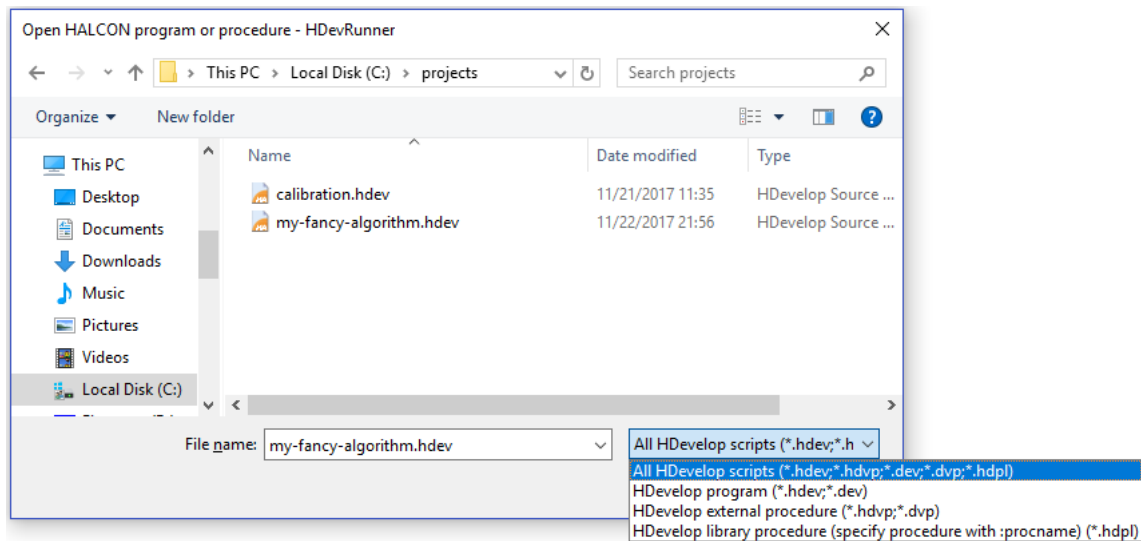 Open HALCON program or procedure - HDevRunner
This PC > Local Disk (C:) > projects
Search projects
Organize
New folder
Name
Date modified
Type
This PC
Desktop
Documents
Downloads
Music
Pictures
Videos
Local Disk (C:)
calibration.hdev 11/21/2017 11:35 HDevelop Source ...
my-fancy-algorithm.hdev 11/22/2017 21:56 HDevelop Source ...
File name: my-fancy-algorithm.hdev
All HDevelop scripts (*.hdev;*.h
All HDevelop scripts (*.hdev;*.hdvp;*.dev;*.dvp;*.hdpl)
HDevelop program (*.hdev;*.dev)
HDevelop external procedure (*.hdvp;*.dvp)
HDevelop library procedure (specify procedure with :procname) (*.hdpl)